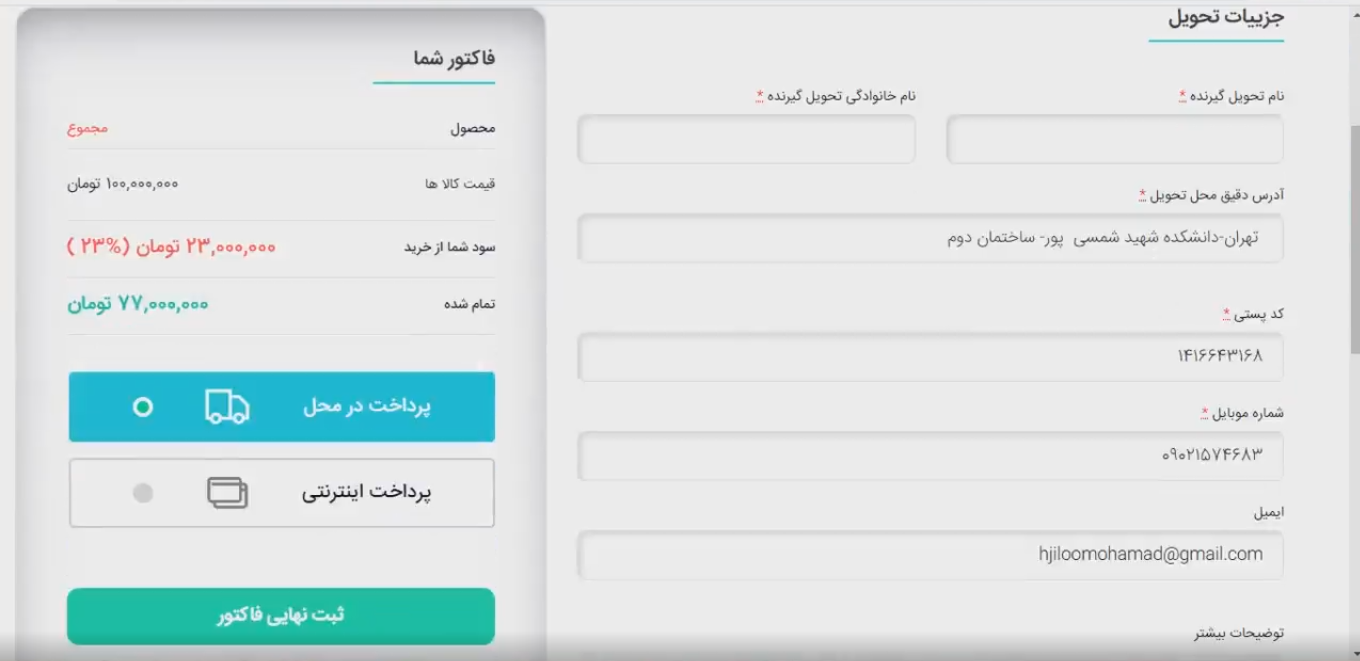 جزییات تحویل
نام تحویل گیرنده *
نام خانوادگی تحویل گیرنده *
آدرس دقیق محل تحویل *
تهران-دانشکده شهید شمسی پور- ساختمان دوم
کد پستی *
۱۴۱۶۶۴۳۱۶۸
شماره موبایل *
۰۹۰۲۱۵۷۴۶۸۳
ایمیل
hjiloomohamad@gmail.com
توضیحات بیشتر
فاکتور شما
محصول مجموع
قیمت کالا ها ۱۰۰,۰۰۰,۰۰۰ تومان
سود شما از خرید ۲۳,۰۰۰,۰۰۰ تومان (۲۳% )
تمام شده ۷۷,۰۰۰,۰۰۰ تومان
پرداخت در محل
پرداخت اینترنتی
ثبت نهایی فاکتور